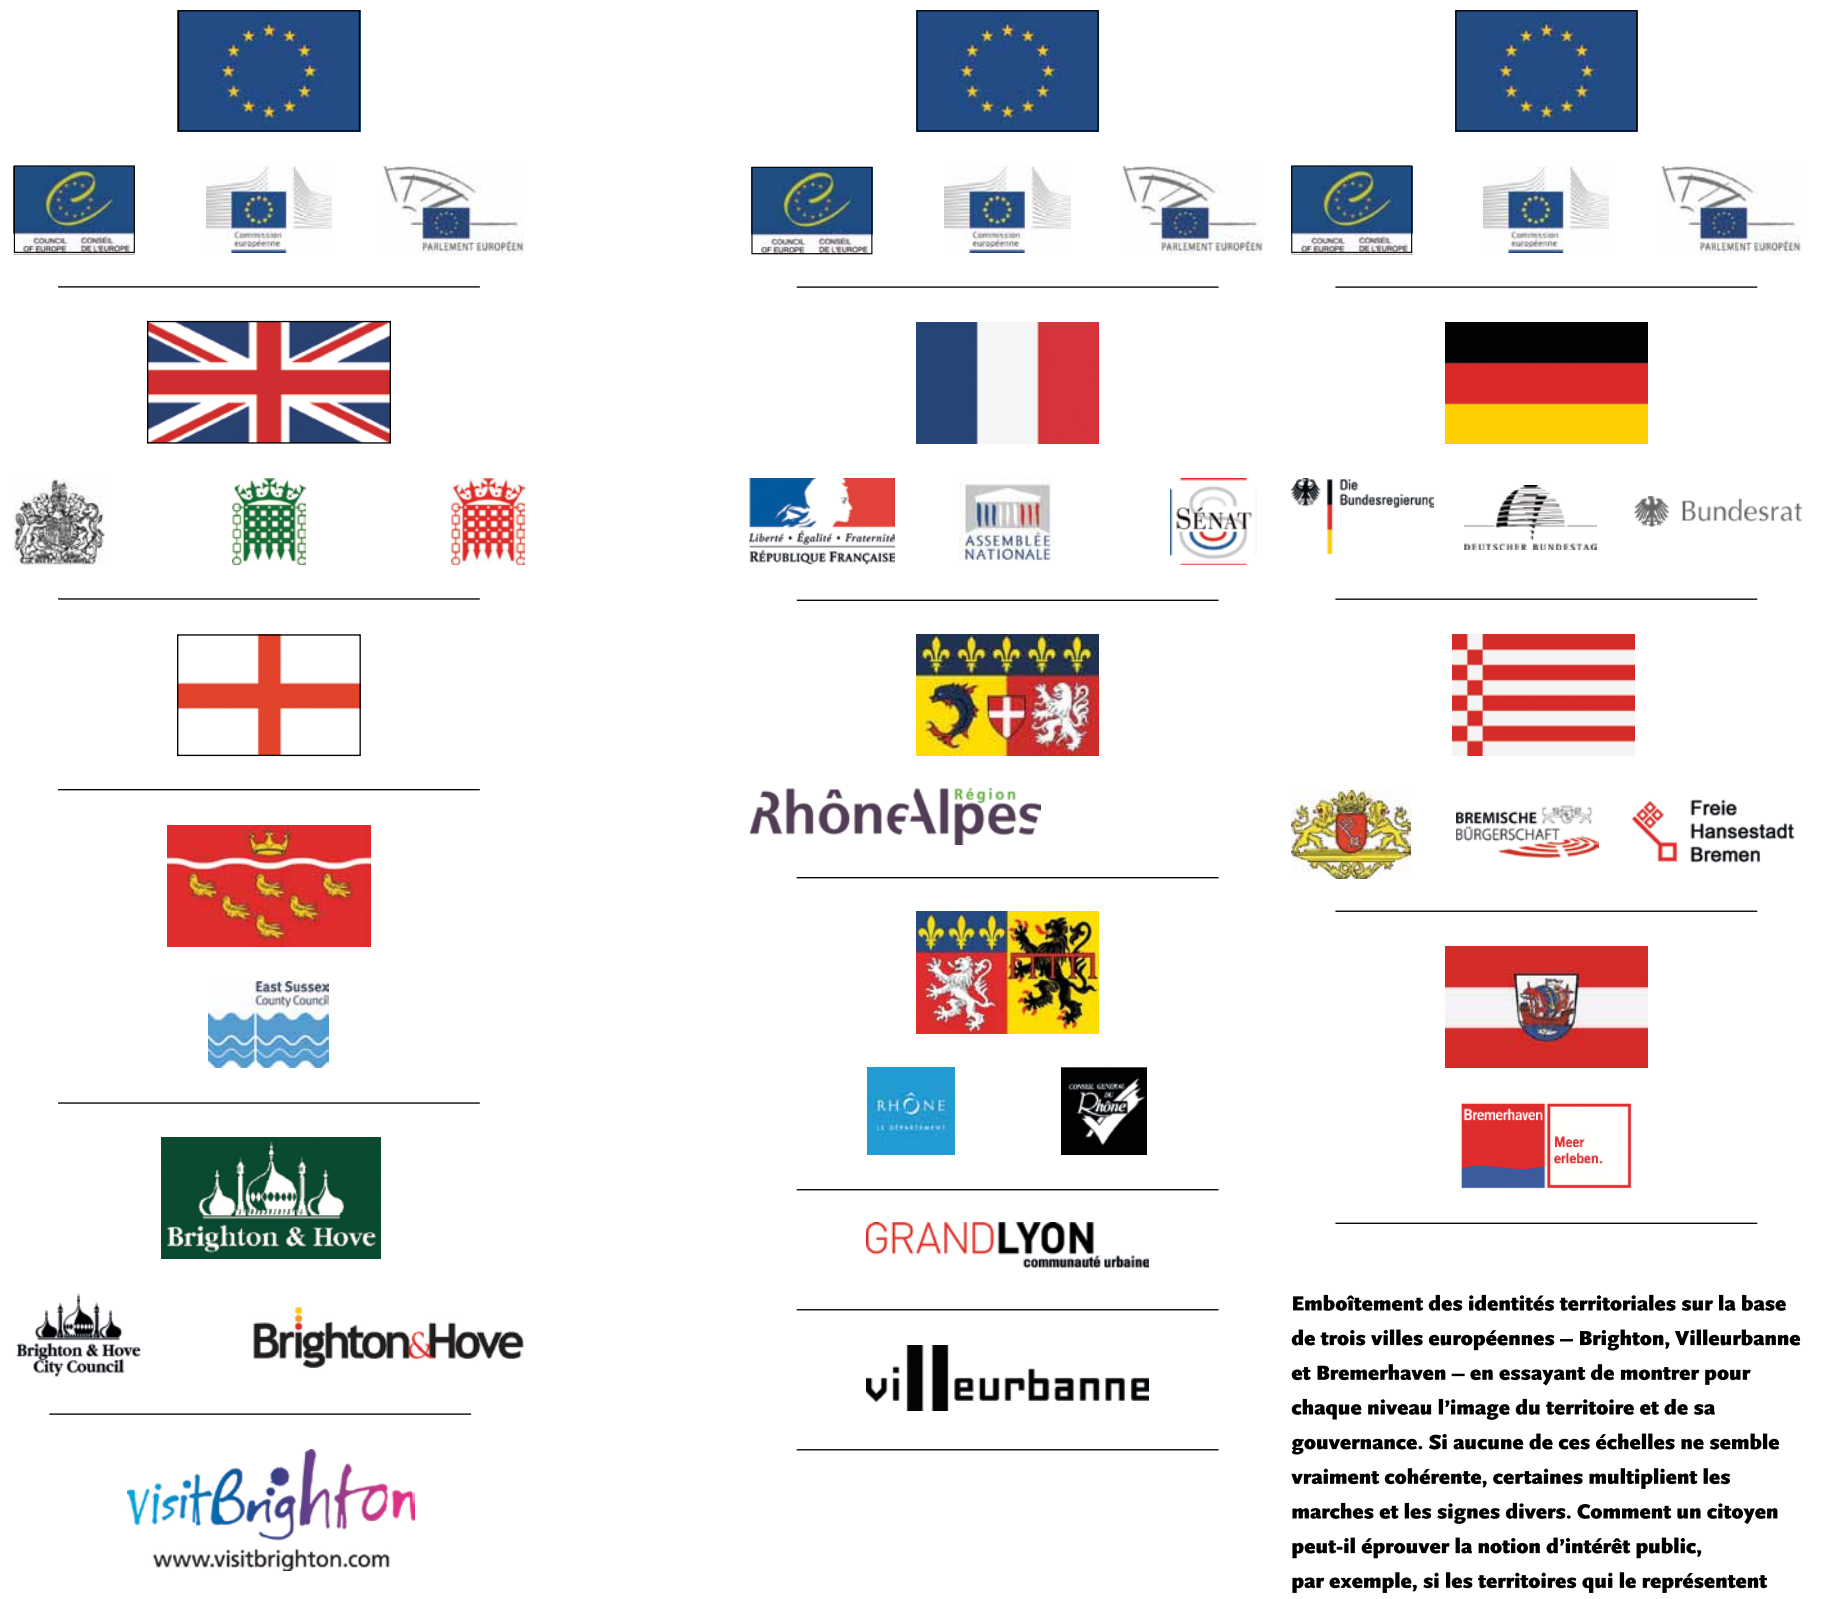 COUNCIL CONSEIL
OF EUROPE DE L'EUROPE
Commission
européenne
PARLEMENT EUROPÉEN
East Sussex
County Council
Brighton & Hove
Brighton & Hove
City Council
Brighton&Hove
visitBrighton
www.visitbrighton.com
COUNCIL CONSEIL
OF EUROPE DE L'EUROPE
Commission
européenne
PARLEMENT EUROPÉEN
Liberté • Égalité • Fraternité
RÉPUBLIQUE FRANÇAISE
ASSEMBLÉE
NATIONALE
SÉNAT
Région
RhôneAlpes
RHÔNE
LE DÉPARTEMENT
CONSEIL GENERAL
DU
Rhône
GRANDLYON
communauté urbaine
villeurbanne
COUNCIL CONSEIL
OF EUROPE DE L'EUROPE
Commission
européenne
PARLEMENT EUROPÉEN
Die
Bundesregierung
DEUTSCHER BUNDESTAG
Bundesrat
BREMISCHE
BÜRGERSCHAFT
Freie
Hansestadt
Bremen
Bremerhaven
Meer
erleben.
Emboîtement des identités territoriales sur la base
de trois villes européennes – Brighton, Villeurbanne
et Bremerhaven – en essayant de montrer pour
chaque niveau l'image du territoire et de sa
gouvernance. Si aucune de ces échelles ne semble
vraiment cohérente, certaines multiplient les
marches et les signes divers. Comment un citoyen
peut-il éprouver la notion d'intérêt public,
par exemple, si les territoires qui le représentent